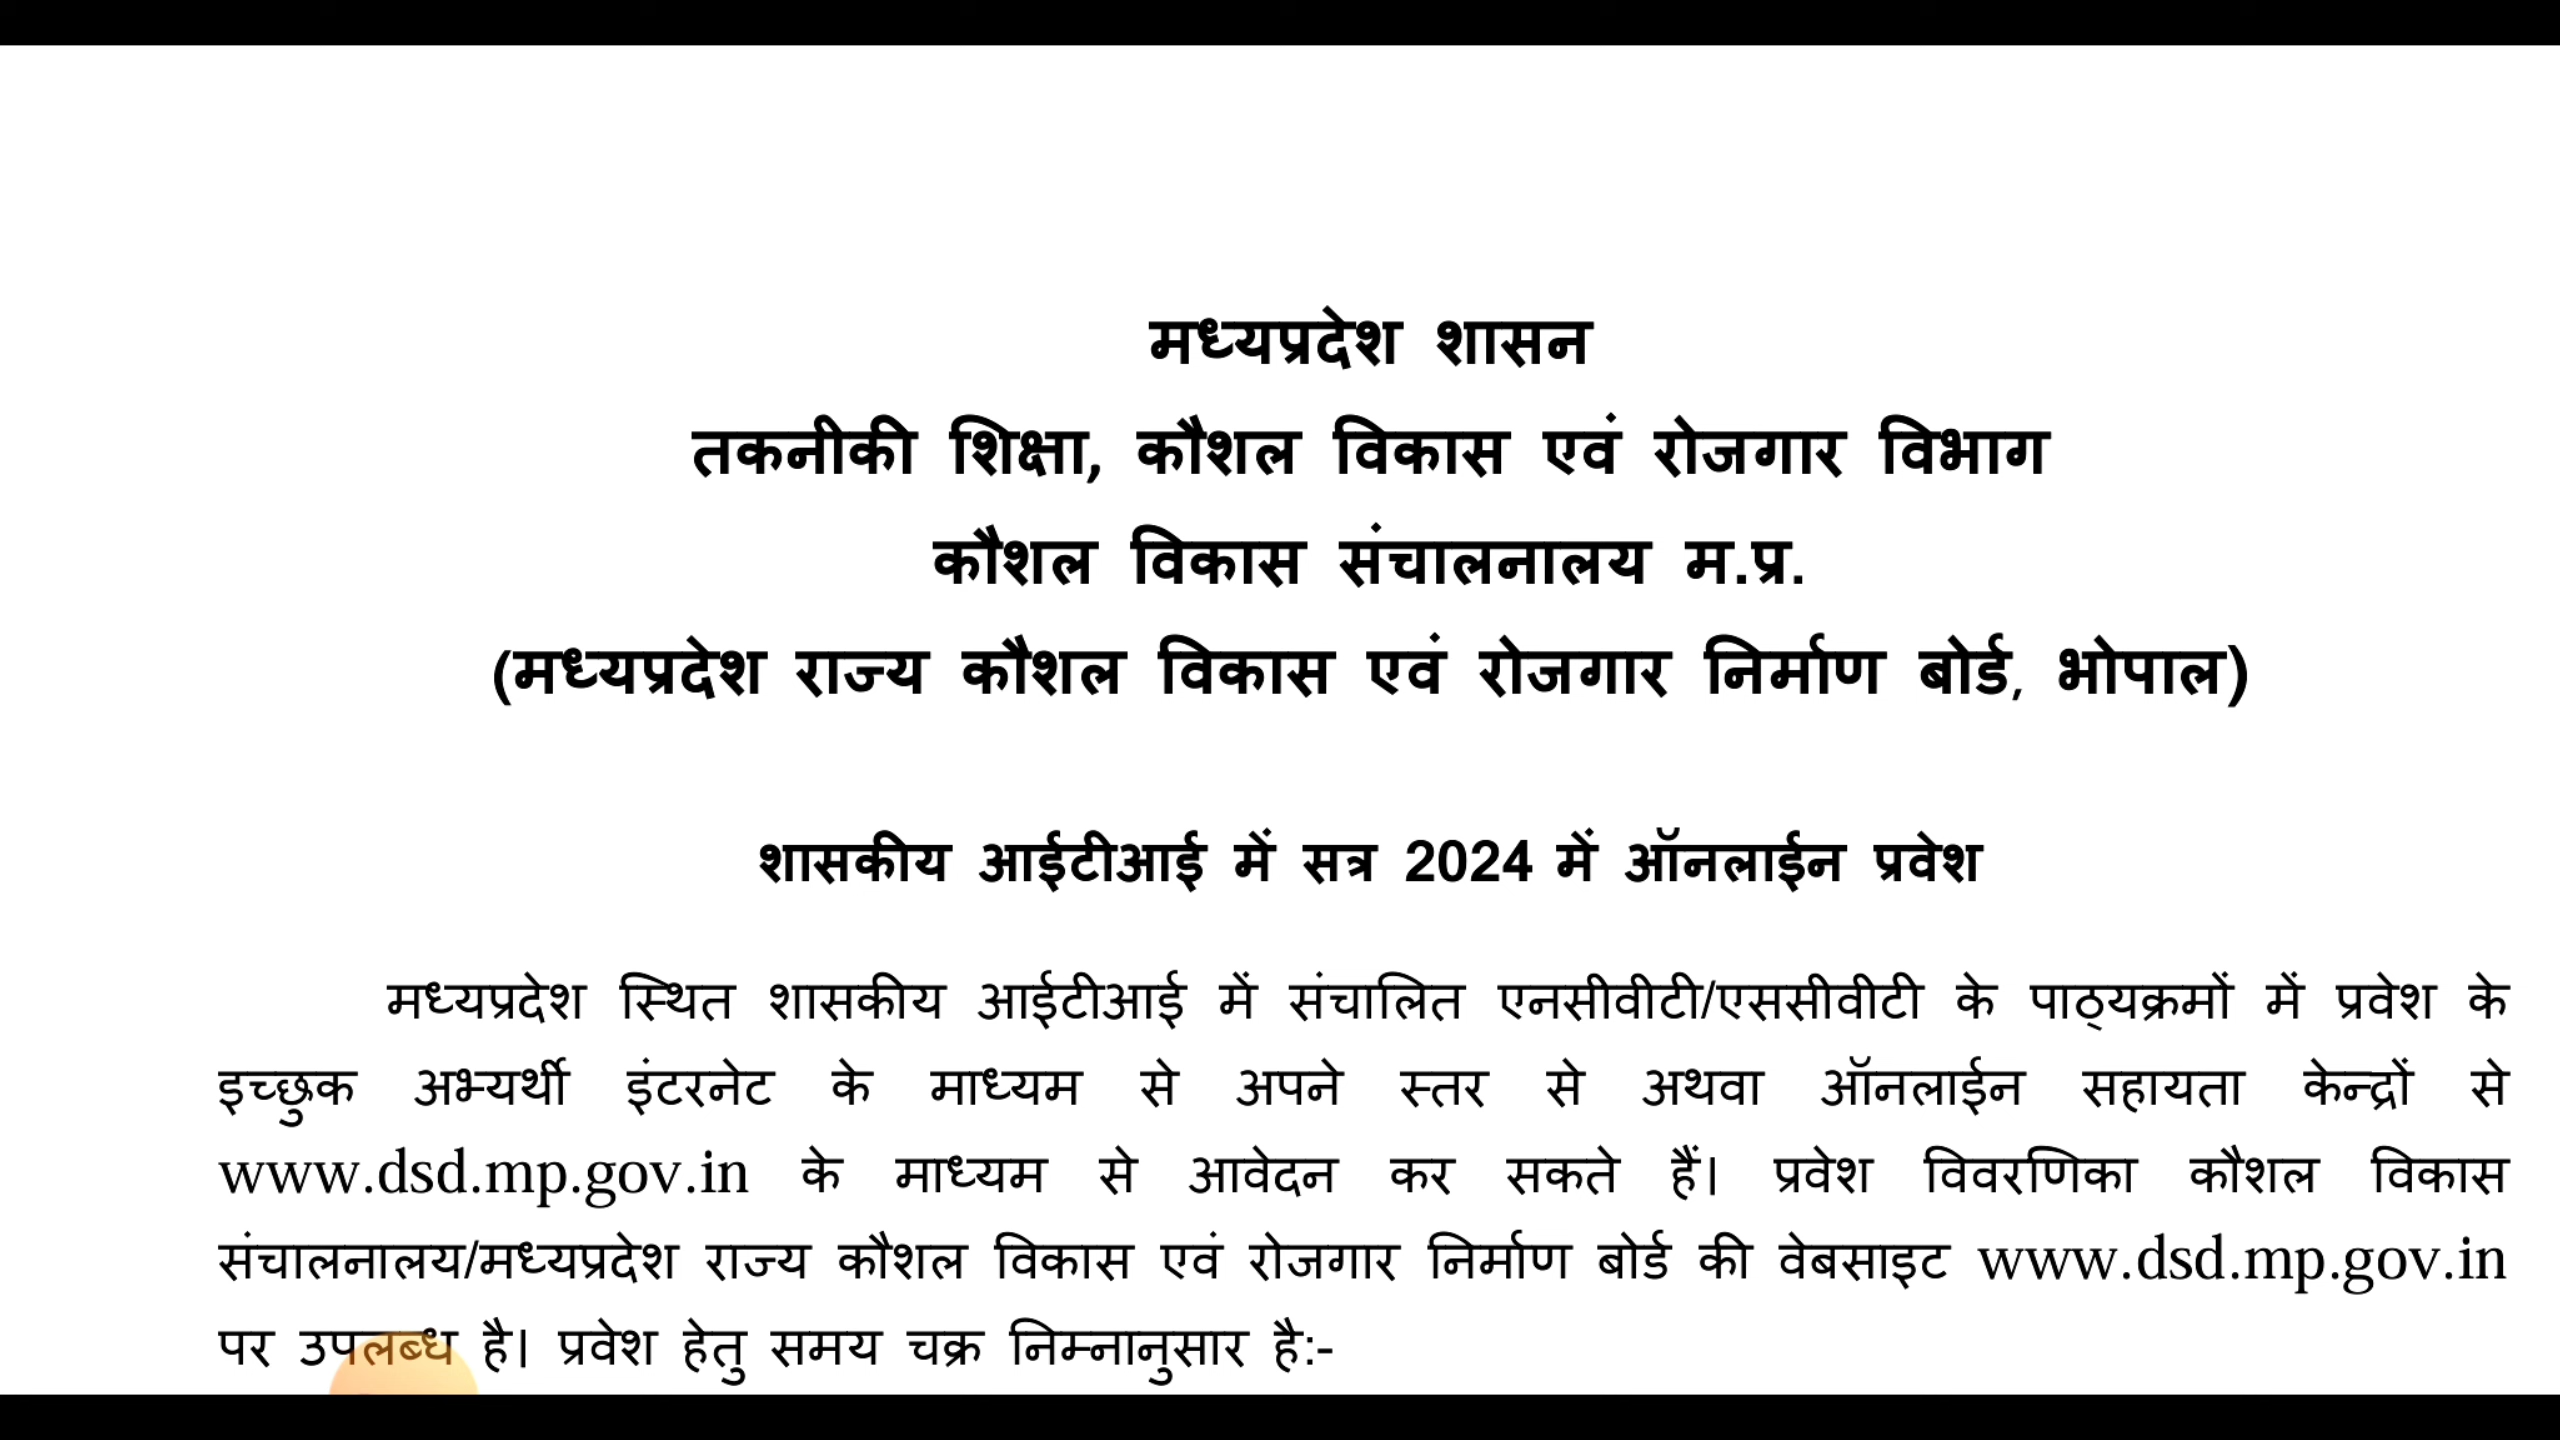 मध्यप्रदेश शासन
तकनीकी शिक्षा, कौशल विकास एवं रोजगार विभाग
कौशल विकास संचालनालय म.प्र.
(मध्यप्रदेश राज्य कौशल विकास एवं रोजगार निर्माण बोर्ड, भोपाल)
शासकीय आईटीआई में सत्र 2024 में ऑनलाईन प्रवेश
मध्यप्रदेश स्थित शासकीय आईटीआई में संचालित एनसीवीटी/एससीवीटी के पाठ्यक्रमों में प्रवेश के
इच्छुक अभ्यर्थी इंटरनेट के माध्यम से अपने स्तर से अथवा ऑनलाईन सहायता केन्द्रों से
www.dsd.mp.gov.in के माध्यम से आवेदन कर सकते हैं। प्रवेश विवरणिका कौशल विकास
संचालनालय/मध्यप्रदेश राज्य कौशल विकास एवं रोजगार निर्माण बोर्ड की वेबसाइट www.dsd.mp.gov.in
पर उपलब्ध है। प्रवेश हेतु समय चक्र निम्नानुसार है:-